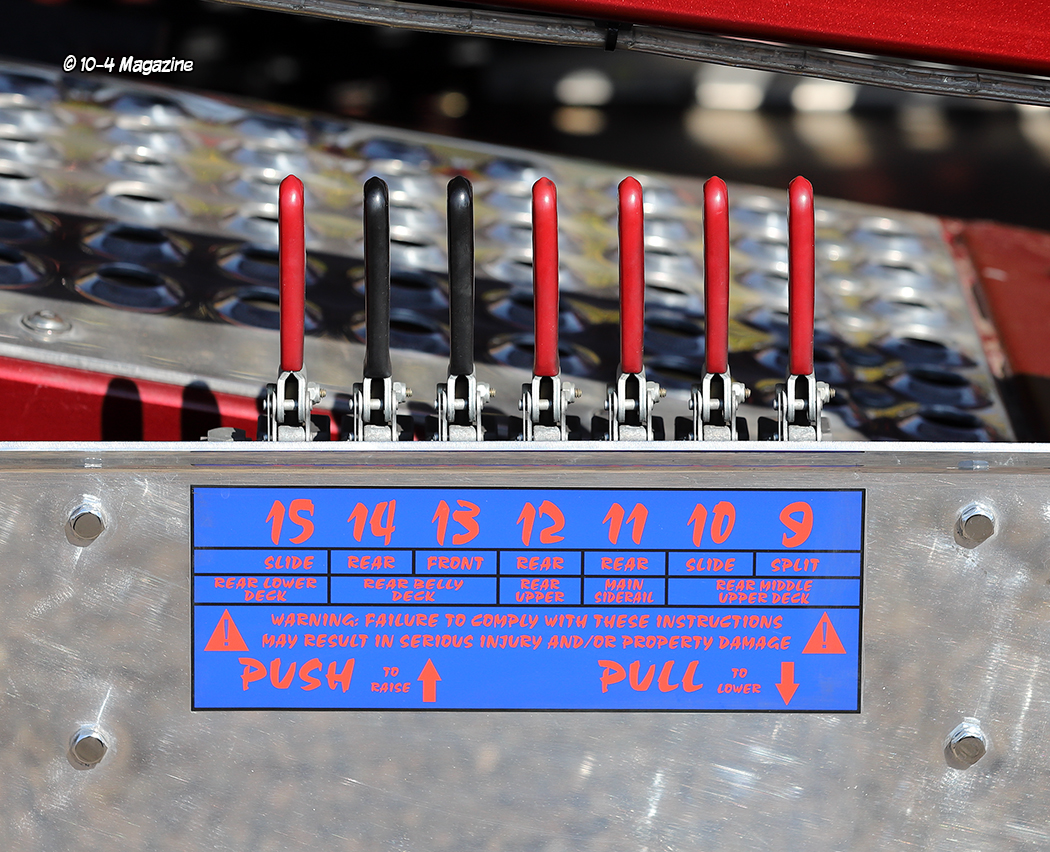 © 10-4 Magazine
15 14 13 12 11 10 9
SLIDE REAR FRONT REAR REAR SLIDE SPLIT
REAR LOWER DECK REAR BELLY DECK REAR UPPER MAIN SIDERAIL REAR MIDDLE UPPER DECK
WARNING: FAILURE TO COMPLY WITH THESE INSTRUCTIONS
MAY RESULT IN SERIOUS INJURY AND/OR PROPERTY DAMAGE
PUSH TO RAISE PULL TO LOWER